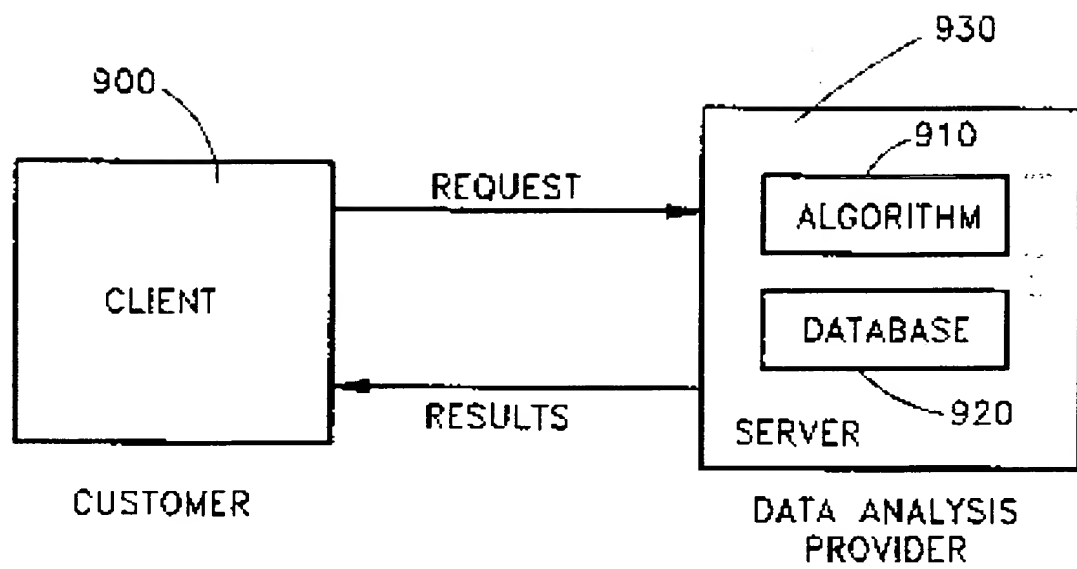 930
900
910
REQUEST
ALGORITHM
CLIENT
DATABASE
RESULTS
920
SERVER
CUSTOMER
DATA ANALYSIS
PROVIDER